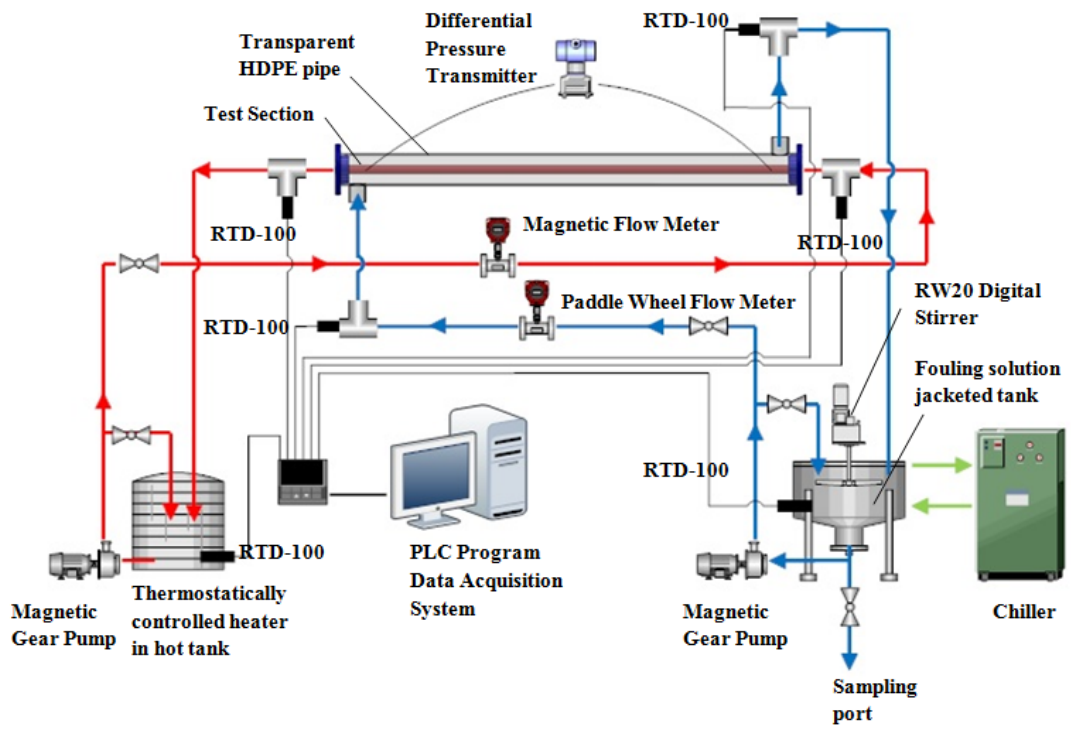 RTD-100
Differential
Pressure
Transmitter
Transparent
HDPE pipe
Test Section
RTD-100
Magnetic Flow Meter
RTD-100
RTD-100
Paddle Wheel Flow Meter
RW20 Digital
Stirrer
Fouling solution
jacketed tank
RTD-100
RTD-100
PLC Program
Data Acquisition
System
Magnetic
Gear Pump
Thermostatically
controlled heater
in hot tank
Magnetic
Gear Pump
Chiller
Sampling
port